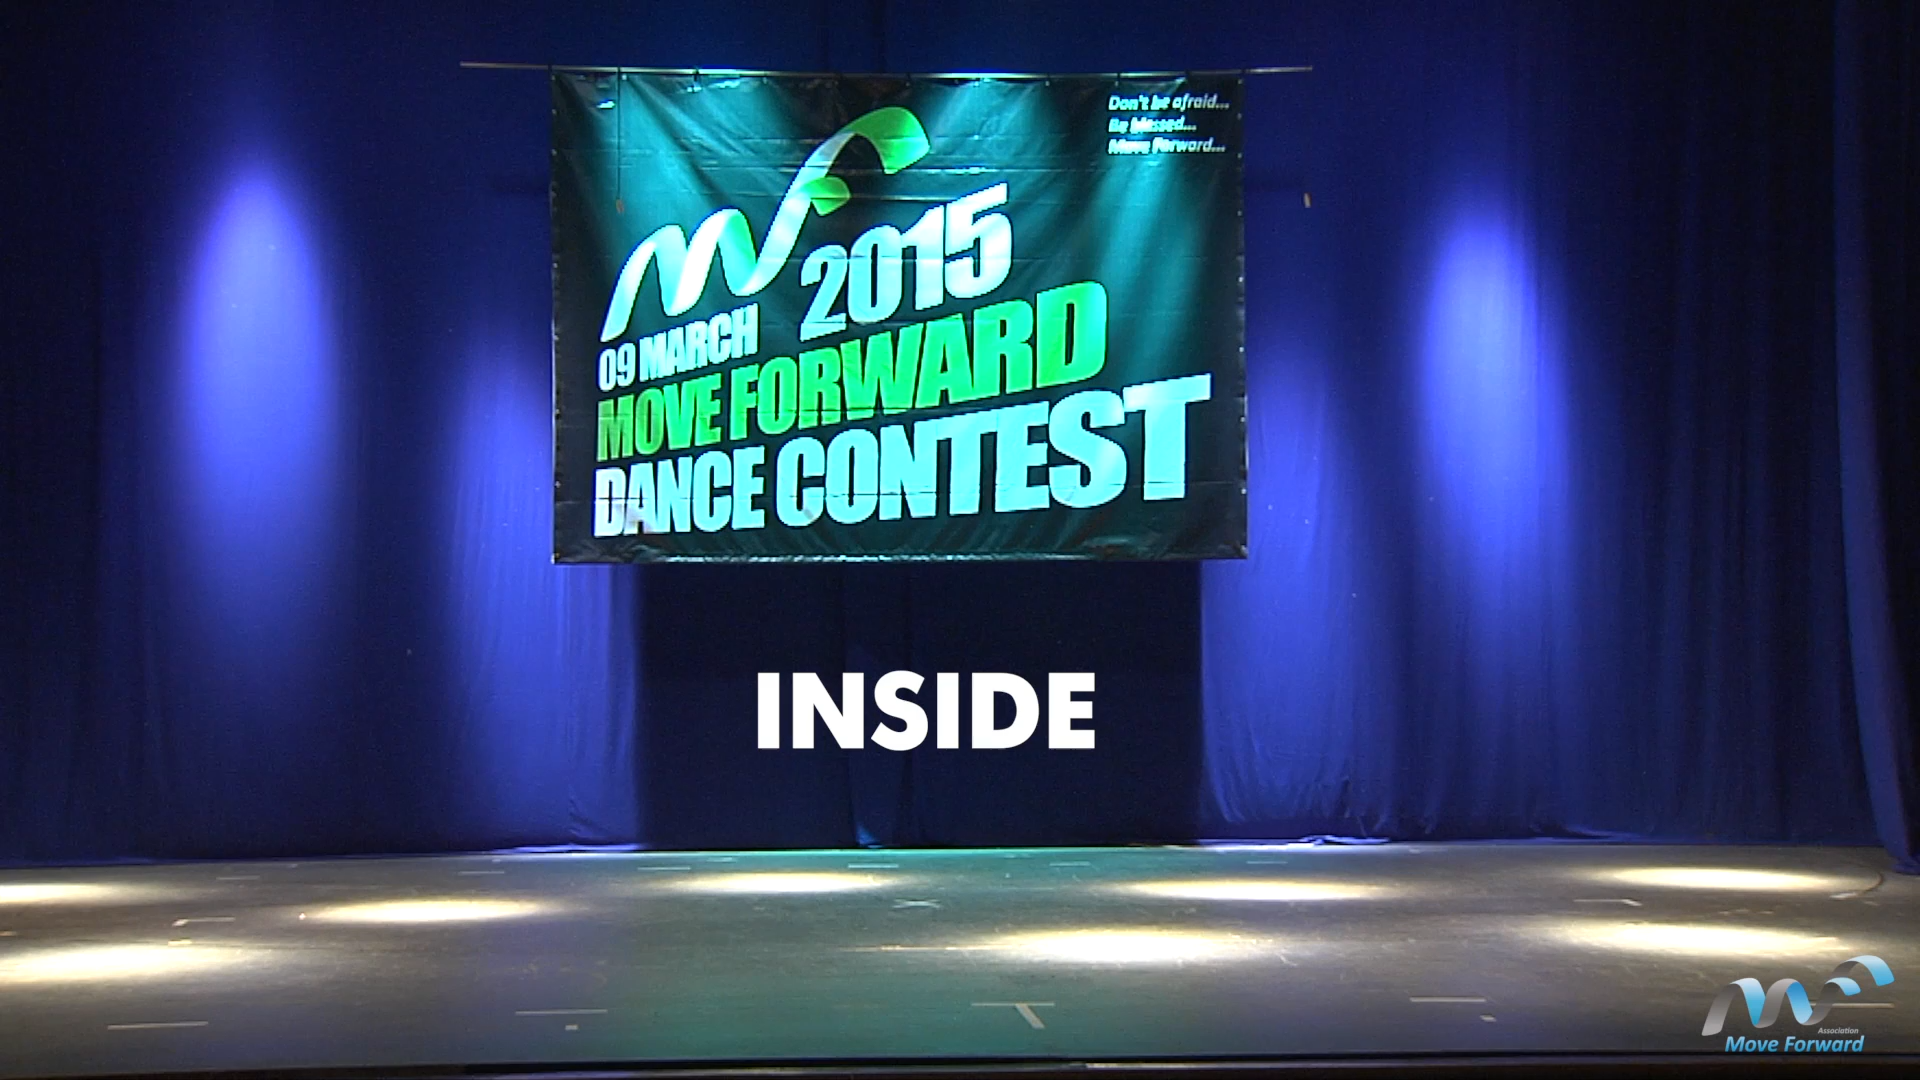 Don't be afraid...
Be blessed...
Move Forward...
2015
09 MARCH
MOVE FORWARD
DANCE CONTEST
INSIDE
Association
Move Forward